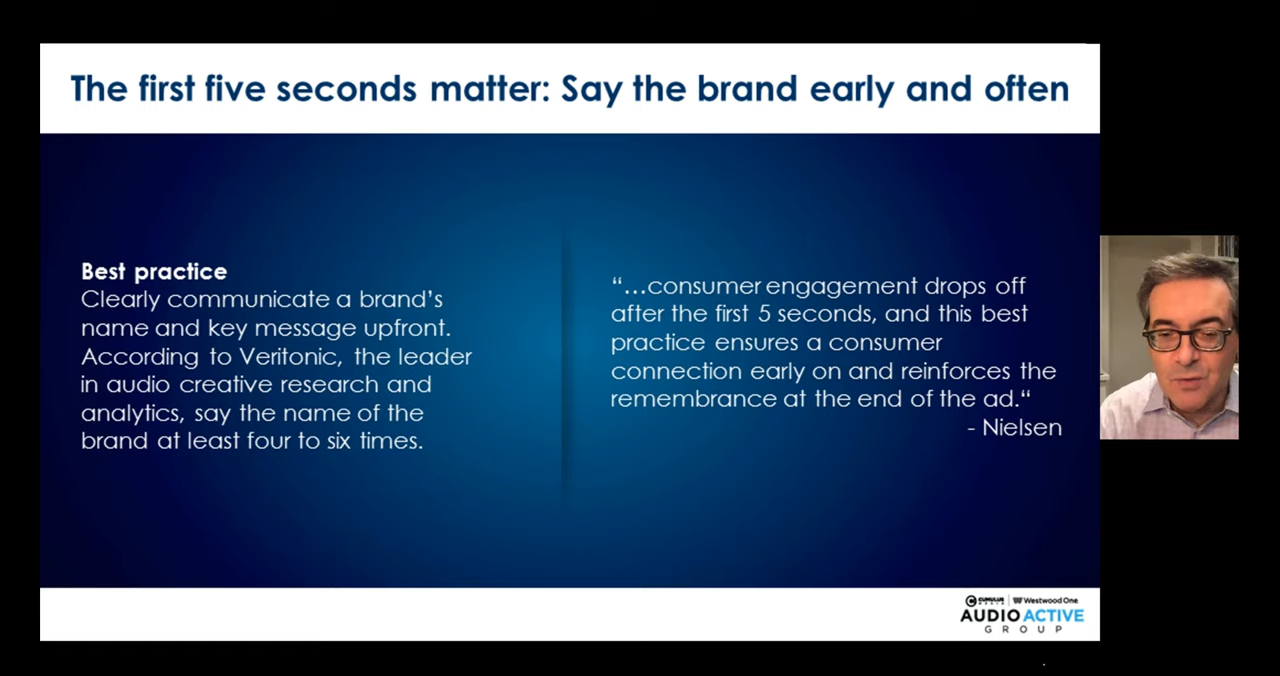 The first five seconds matter: Say the brand early and often
Best practice
Clearly communicate a brand’s
name and key message upfront.
According to Veritonic, the leader
in audio creative research and
analytics, say the name of the
brand at least four to six times.
“...consumer engagement drops off
after the first 5 seconds, and this best
practice ensures a consumer
connection early on and reinforces the
remembrance at the end of the ad.“
- Nielsen
CUMULUS MEDIA | Westwood One
AUDIO ACTIVE
GROUP